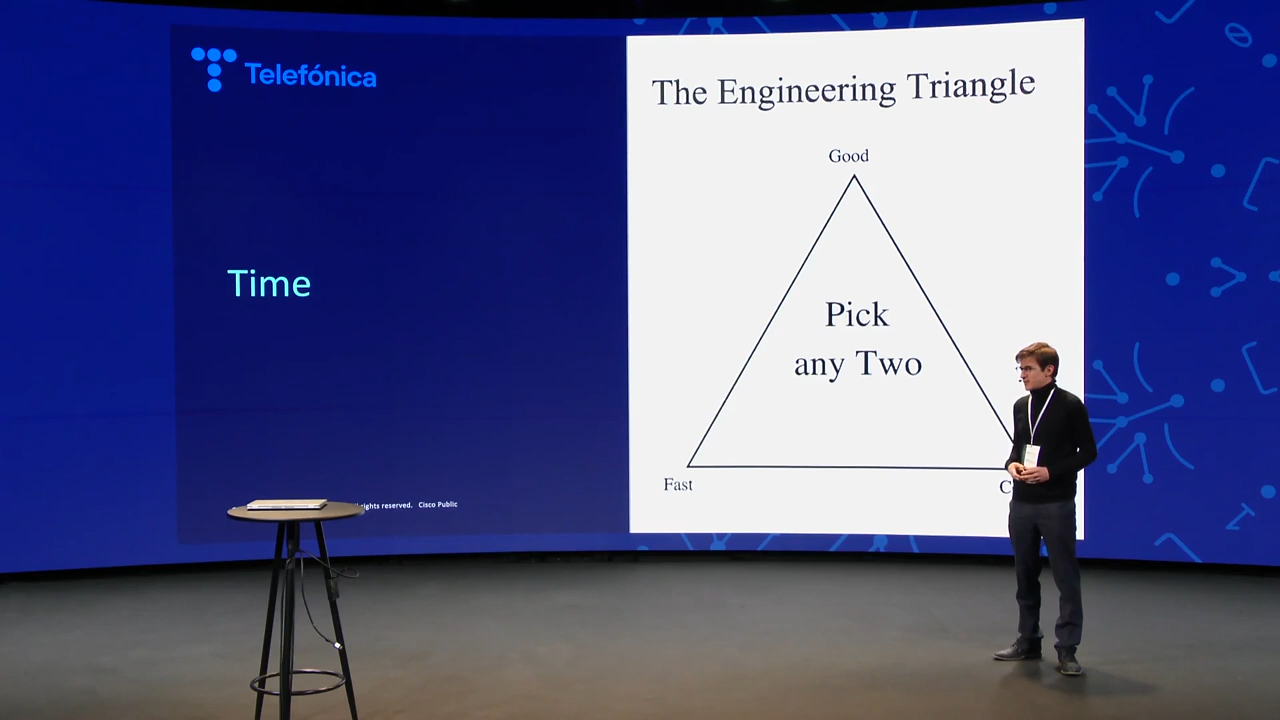 Telefónica
Time
rights reserved. Cisco Public
The Engineering Triangle
Good
Pick
any Two
Fast